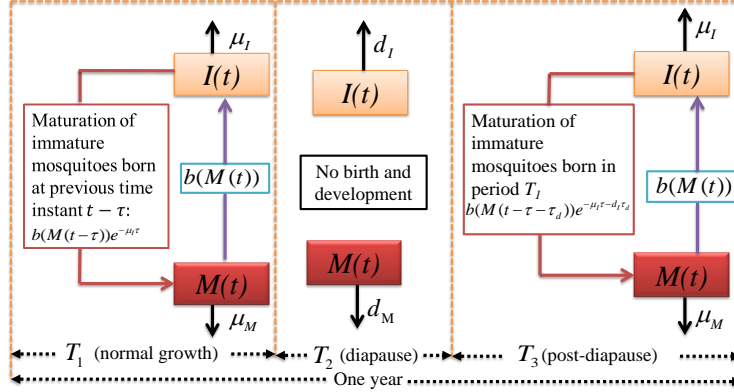 μ_I
I(t)
Maturation of
immature
mosquitoes born
at previous time
instant t − τ:
b(M(t−τ))e^{−μ_I τ}
b(M(t))
M(t)
μ_M
T_1 (normal growth)
d_I
I(t)
No birth and
development
M(t)
d_M
T_2 (diapause)
μ_I
I(t)
Maturation of
immature
mosquitoes born in
period T_1
b(M(t−τ−τ_d))e^{−μ_I τ−d_I τ_d}
b(M(t))
M(t)
μ_M
T_3 (post-diapause)
One year